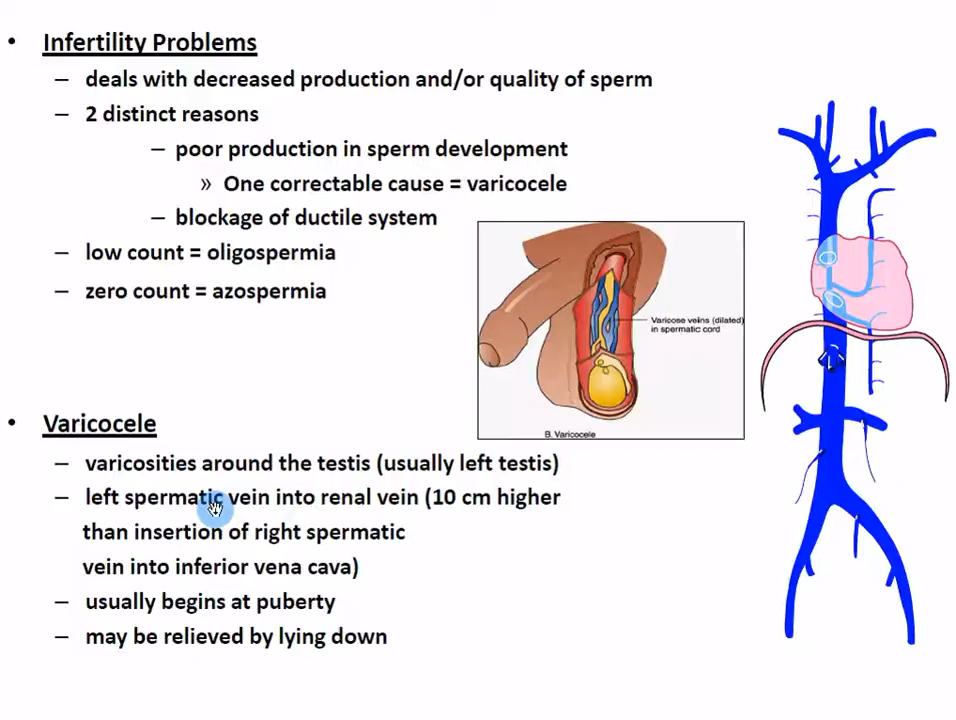 • Infertility Problems
– deals with decreased production and/or quality of sperm
– 2 distinct reasons
– poor production in sperm development
» One correctable cause = varicocele
– blockage of ductile system
– low count = oligospermia
– zero count = azospermia
Varicose veins (dilated)
in spermatic cord
B. Varicocele
• Varicocele
– varicosities around the testis (usually left testis)
– left spermatic vein into renal vein (10 cm higher
than insertion of right spermatic
vein into inferior vena cava)
– usually begins at puberty
– may be relieved by lying down